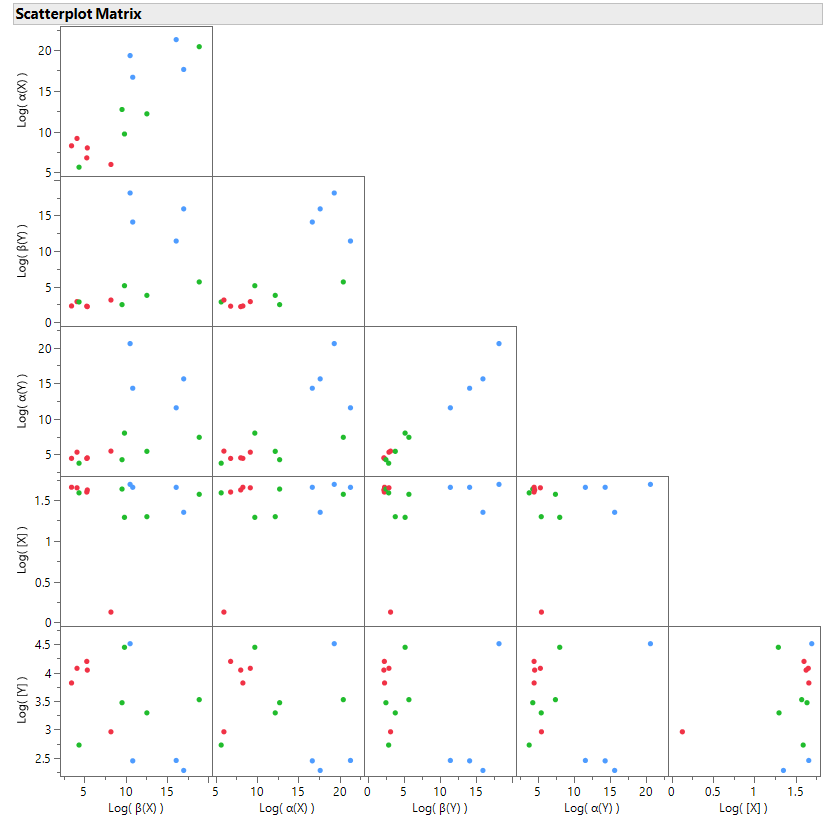 Scatterplot Matrix
Log( α(X) )
20
15
10
5
Log( β(Y) )
15
10
5
0
Log( α(Y) )
20
15
10
5
Log( [X] )
1.5
1
0.5
0
Log( [Y] )
4.5
4
3.5
3
2.5
5 10 15
5 10 15 20
0 5 10 15
5 10 15 20
0 0.5 1 1.5
Log( β(X) ) Log( α(X) ) Log( β(Y) ) Log( α(Y) ) Log( [X] )